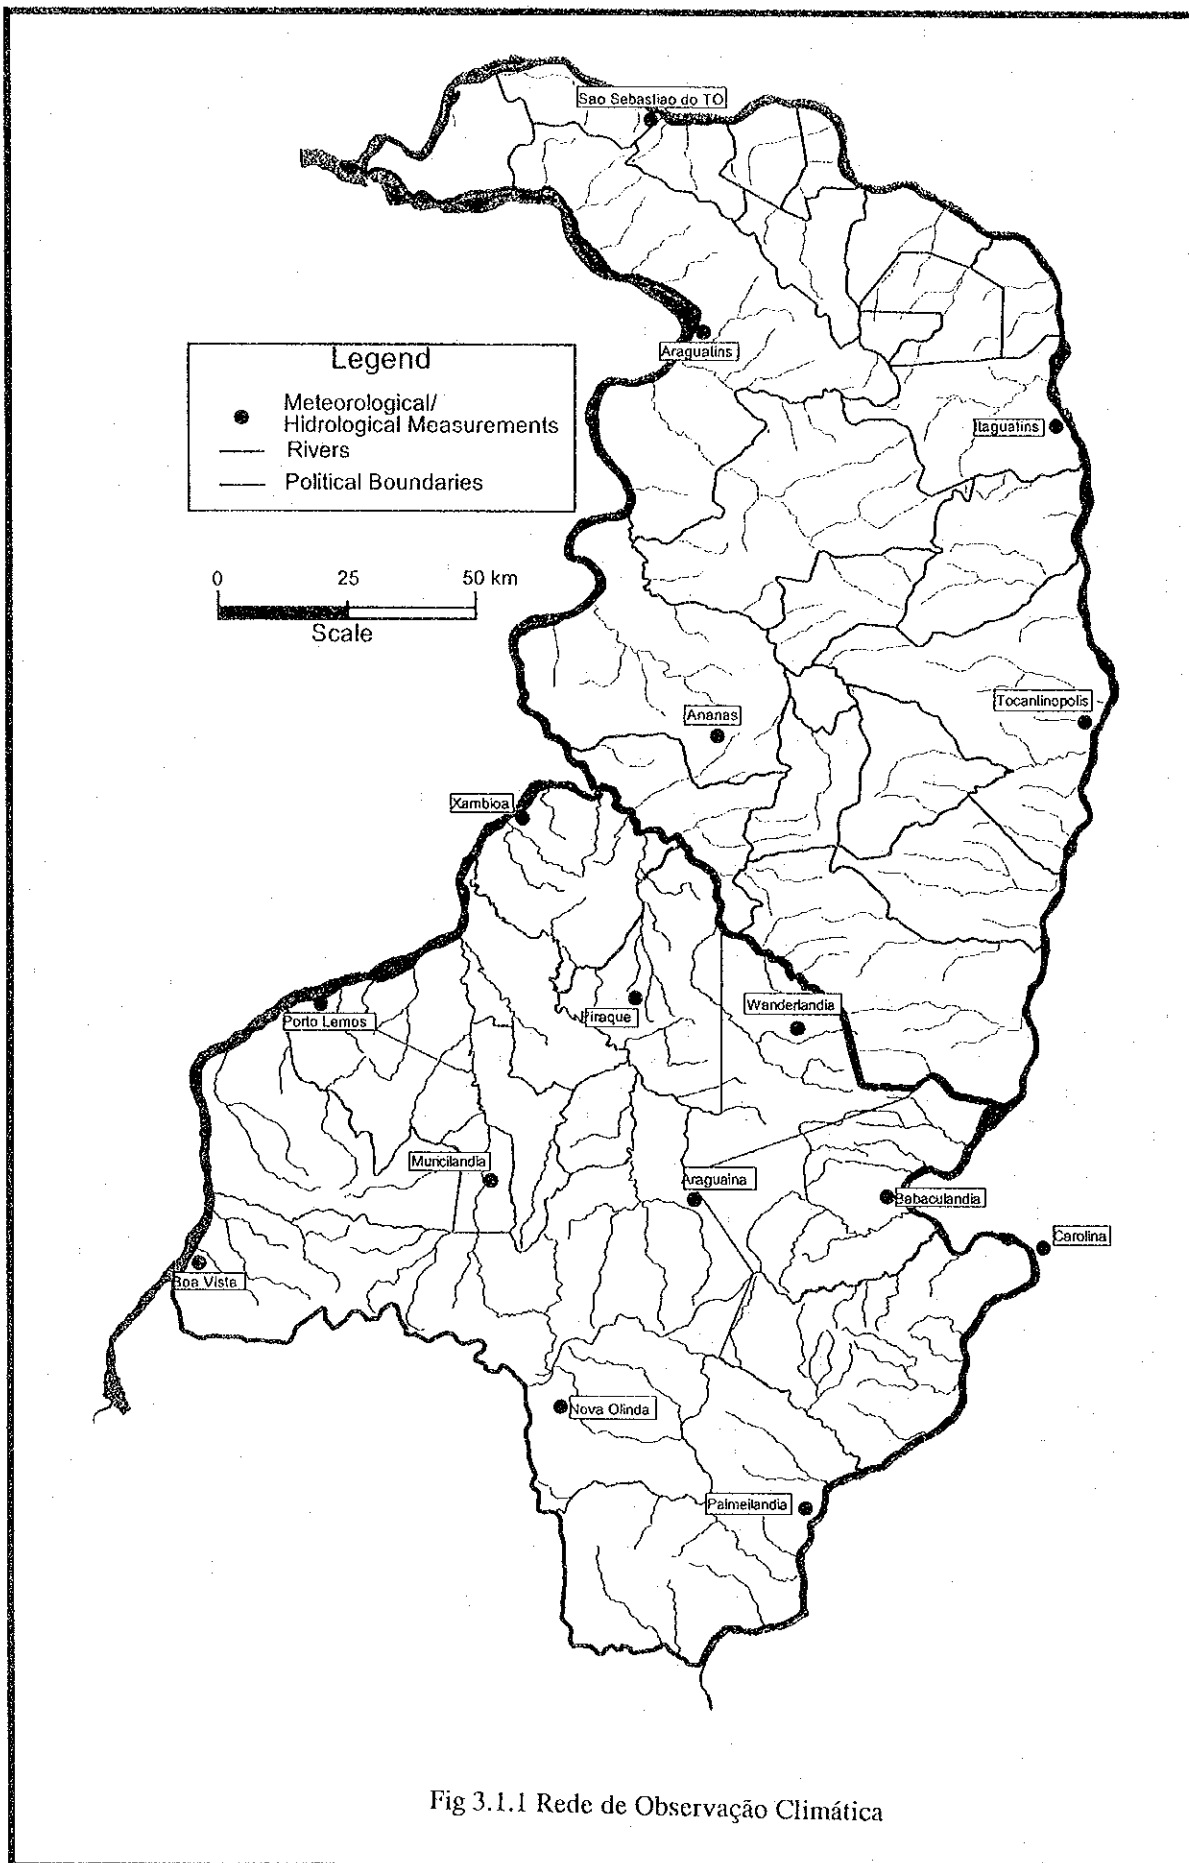 Sao Sebastiao do TO
Araguatins
Legend
Meteorological/
Hidrological Measurements
Rivers
Political Boundaries
Itaguatins
0 25 50 km
Scale
Ananas
Tocantinopolis
Xambioa
Porto Lemos
Piraque
Wanderlandia
Muricilandia
Araguaina
Babaculandia
Carolina
Boa Vista
Nova Olinda
Palmeilandia
Fig 3.1.1 Rede de Observação Climática